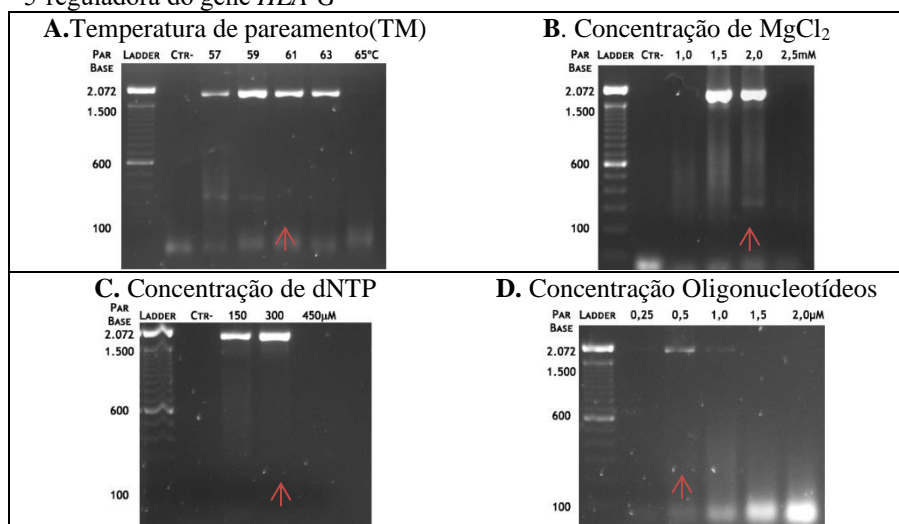 5 reguladora do gene HLA-G
A.Temperatura de pareamento(TM)
PAR BASE LADDER CTR- 57 59 61 63 65ºC
2.072
1.500
600
100
B. Concentração de MgCl₂
PAR BASE LADDER CTR- 1,0 1,5 2,0 2,5mM
2.072
1.500
600
100
C. Concentração de dNTP
PAR BASE LADDER CTR- 150 300 450µM
2.072
1.500
600
100
D. Concentração Oligonucleotídeos
PAR BASE LADDER 0,25 0,5 1,0 1,5 2,0µM
2.072
1.500
600
100